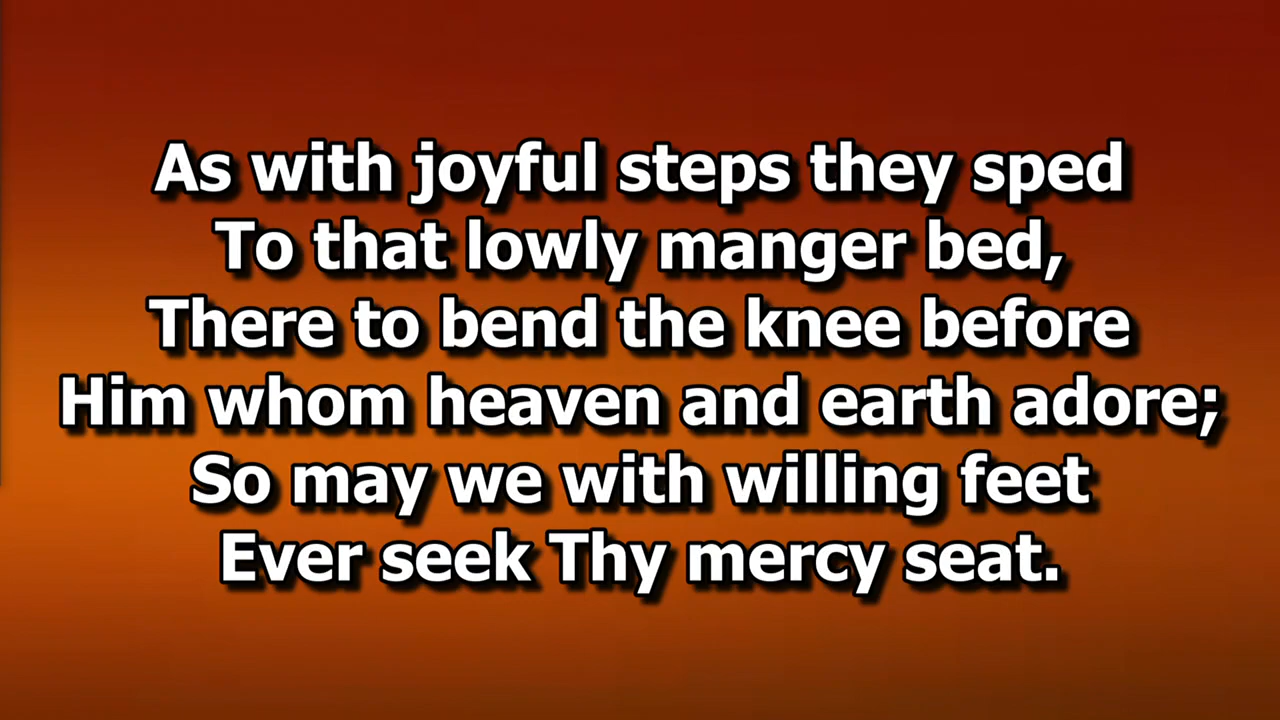 As with joyful steps they sped
To that lowly manger bed,
There to bend the knee before
Him whom heaven and earth adore;
So may we with willing feet
Ever seek Thy mercy seat.